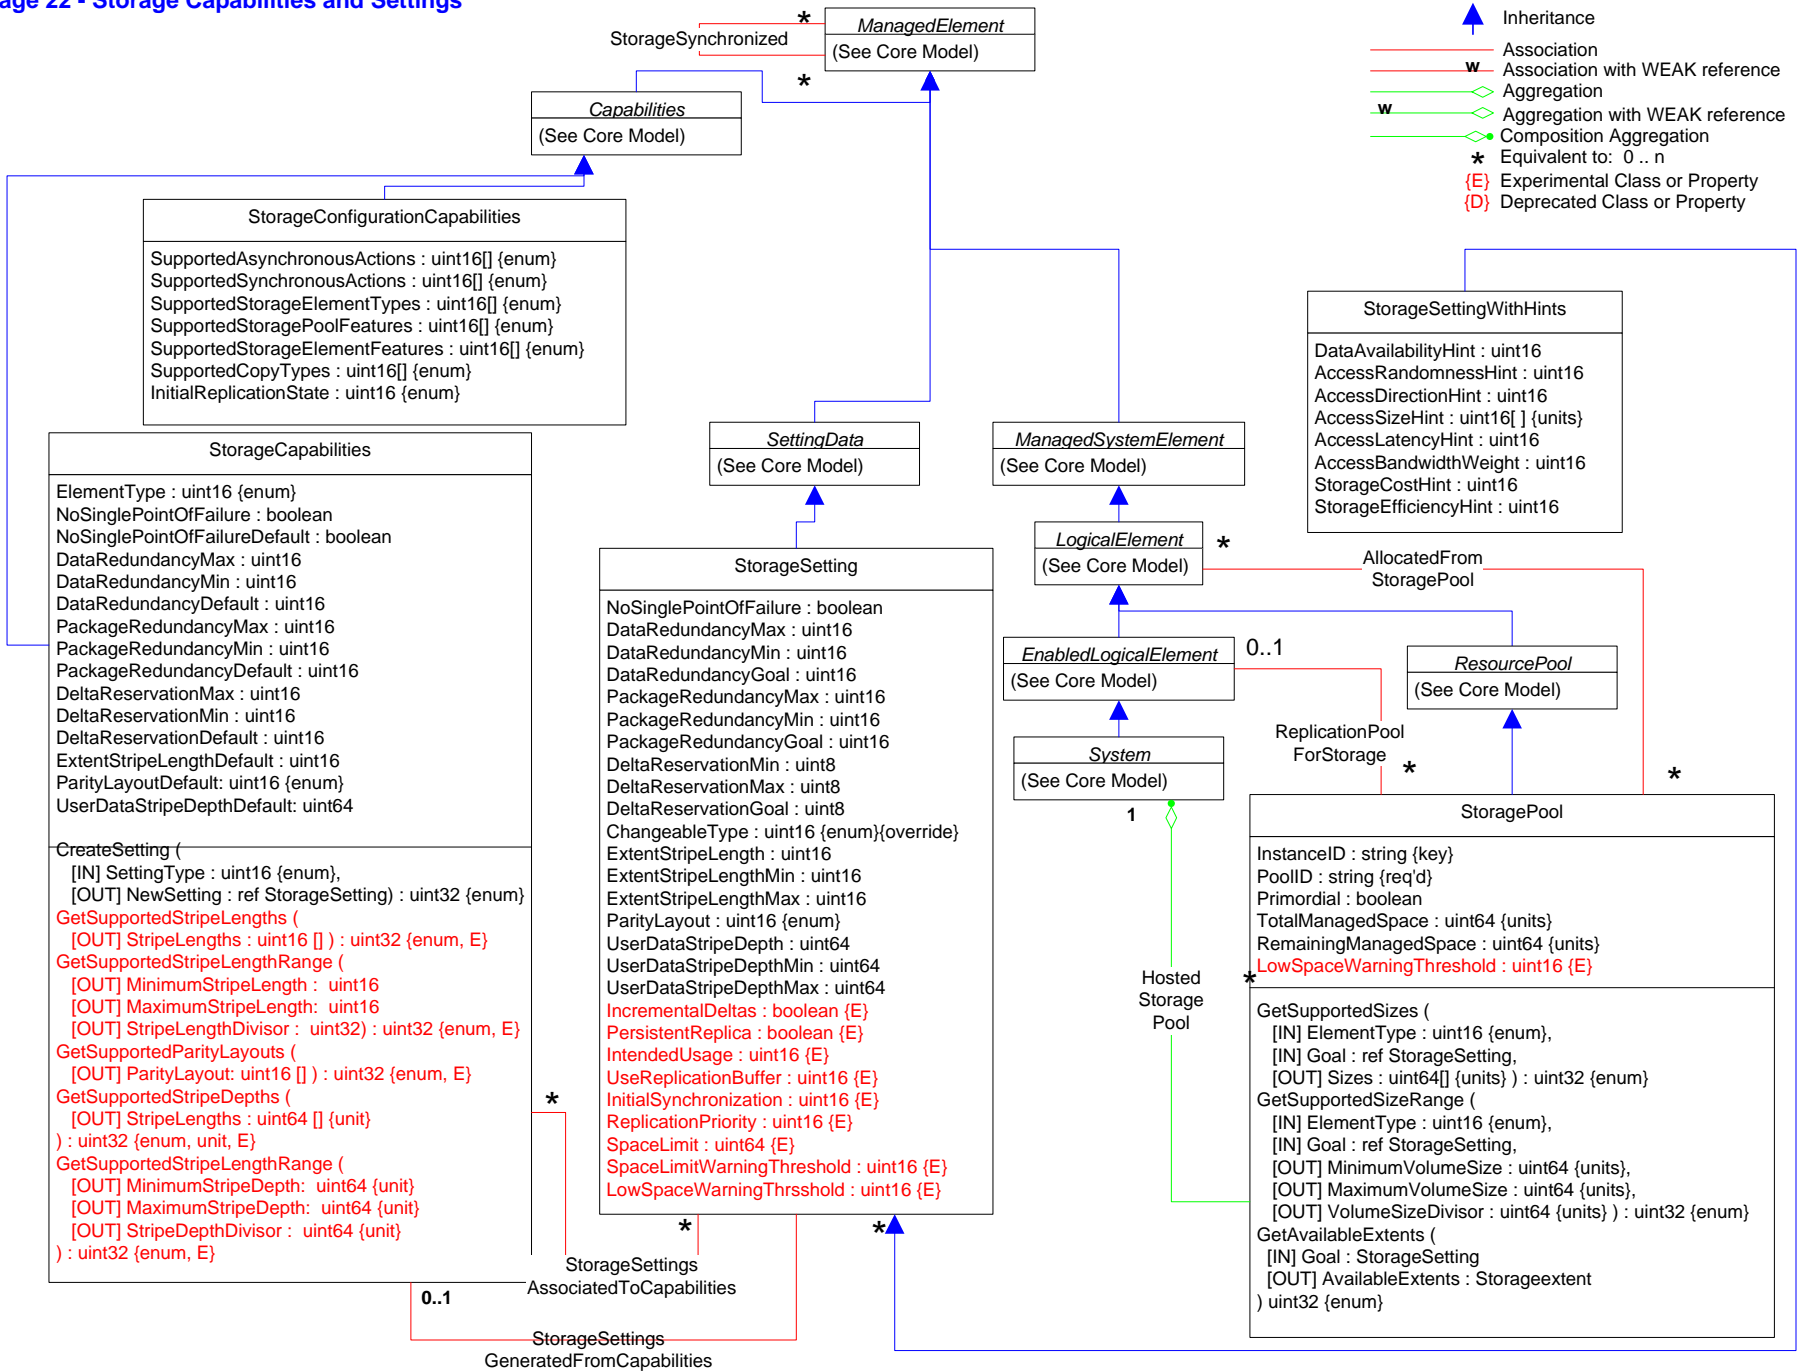 age 22 - Storage Capabilities and Settings
Inheritance
Association
w Association with WEAK reference
Aggregation
w Aggregation with WEAK reference
Composition Aggregation
* Equivalent to: 0 .. n
{E} Experimental Class or Property
{D} Deprecated Class or Property
StorageSynchronized
*
*
ManagedElement
(See Core Model)
Capabilities
(See Core Model)
StorageConfigurationCapabilities
SupportedAsynchronousActions : uint16[] {enum}
SupportedSynchronousActions : uint16[] {enum}
SupportedStorageElementTypes : uint16[] {enum}
SupportedStoragePoolFeatures : uint16[] {enum}
SupportedStorageElementFeatures : uint16[] {enum}
SupportedCopyTypes : uint16[] {enum}
InitialReplicationState : uint16 {enum}
StorageSettingWithHints
DataAvailabilityHint : uint16
AccessRandomnessHint : uint16
AccessDirectionHint : uint16
AccessSizeHint : uint16[ ] {units}
AccessLatencyHint : uint16
AccessBandwidthWeight : uint16
StorageCostHint : uint16
StorageEfficiencyHint : uint16
StorageCapabilities
ElementType : uint16 {enum}
NoSinglePointOfFailure : boolean
NoSinglePointOfFailureDefault : boolean
DataRedundancyMax : uint16
DataRedundancyMin : uint16
DataRedundancyDefault : uint16
PackageRedundancyMax : uint16
PackageRedundancyMin : uint16
PackageRedundancyDefault : uint16
DeltaReservationMax : uint16
DeltaReservationMin : uint16
DeltaReservationDefault : uint16
ExtentStripeLengthDefault : uint16
ParityLayoutDefault: uint16 {enum}
UserDataStripeDepthDefault: uint64
CreateSetting (
[IN] SettingType : uint16 {enum},
[OUT] NewSetting : ref StorageSetting) : uint32 {enum}
GetSupportedStripeLengths (
[OUT] StripeLengths : uint16 [] ) : uint32 {enum, E}
GetSupportedStripeLengthRange (
[OUT] MinimumStripeLength : uint16
[OUT] MaximumStripeLength: uint16
[OUT] StripeLengthDivisor : uint32) : uint32 {enum, E}
GetSupportedParityLayouts (
[OUT] ParityLayout: uint16 [] ) : uint32 {enum, E}
GetSupportedStripeDepths (
[OUT] StripeLengths : uint64 [] {unit}
) : uint32 {enum, unit, E}
GetSupportedStripeLengthRange (
[OUT] MinimumStripeDepth: uint64 {unit}
[OUT] MaximumStripeDepth: uint64 {unit}
[OUT] StripeDepthDivisor : uint64 {unit}
) : uint32 {enum, E}
SettingData
(See Core Model)
ManagedSystemElement
(See Core Model)
StorageSetting
NoSinglePointOfFailure : boolean
DataRedundancyMax : uint16
DataRedundancyMin : uint16
DataRedundancyGoal : uint16
PackageRedundancyMax : uint16
PackageRedundancyMin : uint16
PackageRedundancyGoal : uint16
DeltaReservationMin : uint8
DeltaReservationMax : uint8
DeltaReservationGoal : uint8
ChangeableType : uint16 {enum}{override}
ExtentStripeLength : uint16
ExtentStripeLengthMin : uint16
ExtentStripeLengthMax : uint16
ParityLayout : uint16 {enum}
UserDataStripeDepth : uint64
UserDataStripeDepthMin : uint64
UserDataStripeDepthMax : uint64
IncrementalDeltas : boolean {E}
PersistentReplica : boolean {E}
IntendedUsage : uint16 {E}
UseReplicationBuffer : uint16 {E}
InitialSynchronization : uint16 {E}
ReplicationPriority : uint16 {E}
SpaceLimit : uint64 {E}
SpaceLimitWarningThreshold : uint16 {E}
LowSpaceWarningThrsshold : uint16 {E}
LogicalElement
(See Core Model)
*
AllocatedFrom
StoragePool
EnabledLogicalElement
(See Core Model)
0..1
ResourcePool
(See Core Model)
ReplicationPool
ForStorage
*
*
System
(See Core Model)
1
Hosted
Storage
Pool
*
StoragePool
InstanceID : string {key}
PoolID : string {req'd}
Primordial : boolean
TotalManagedSpace : uint64 {units}
RemainingManagedSpace : uint64 {units}
LowSpaceWarningThreshold : uint16 {E}
GetSupportedSizes (
[IN] ElementType : uint16 {enum},
[IN] Goal : ref StorageSetting,
[OUT] Sizes : uint64[] {units} ) : uint32 {enum}
GetSupportedSizeRange (
[IN] ElementType : uint16 {enum},
[IN] Goal : ref StorageSetting,
[OUT] MinimumVolumeSize : uint64 {units},
[OUT] MaximumVolumeSize : uint64 {units},
[OUT] VolumeSizeDivisor : uint64 {units} ) : uint32 {enum}
GetAvailableExtents (
[IN] Goal : StorageSetting
[OUT] AvailableExtents : Storageextent
) uint32 {enum}
*
*
*
StorageSettings
AssociatedToCapabilities
0..1
StorageSettings
GeneratedFromCapabilities